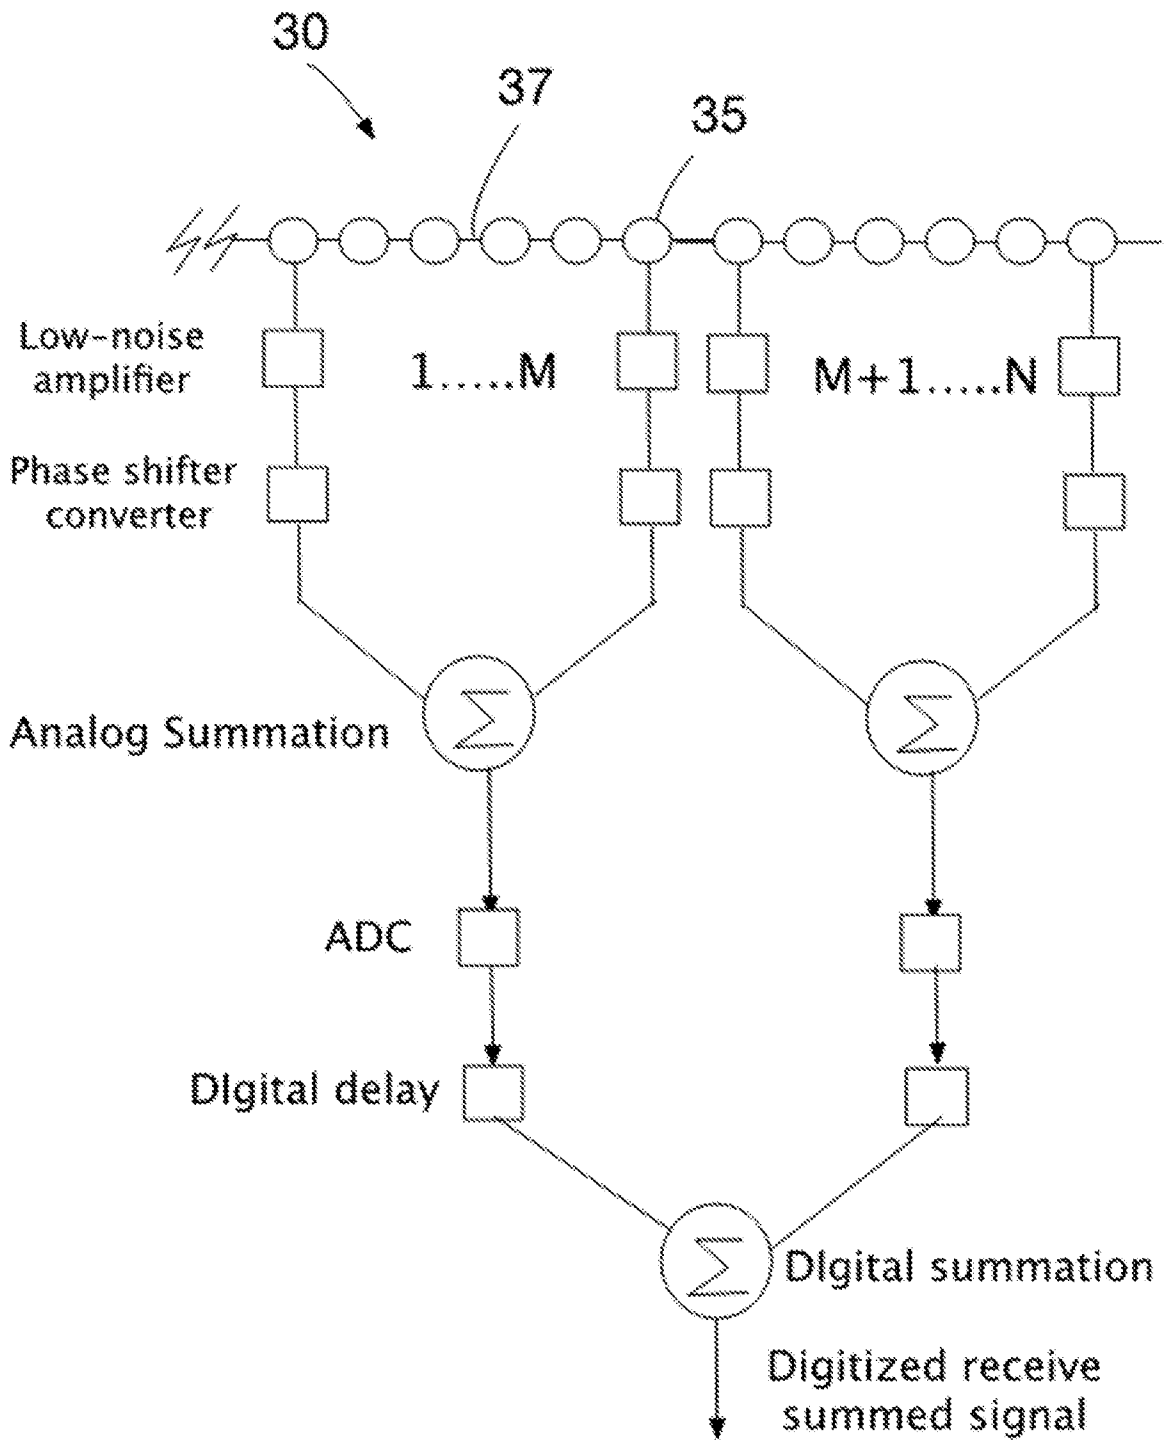 30
37
35
Low-noise
amplifier
1.....M
M+1.....N
Phase shifter
converter
Analog Summation
Σ
Σ
ADC
DIgital delay
Σ
DIgital summation
Digitized receive
summed signal